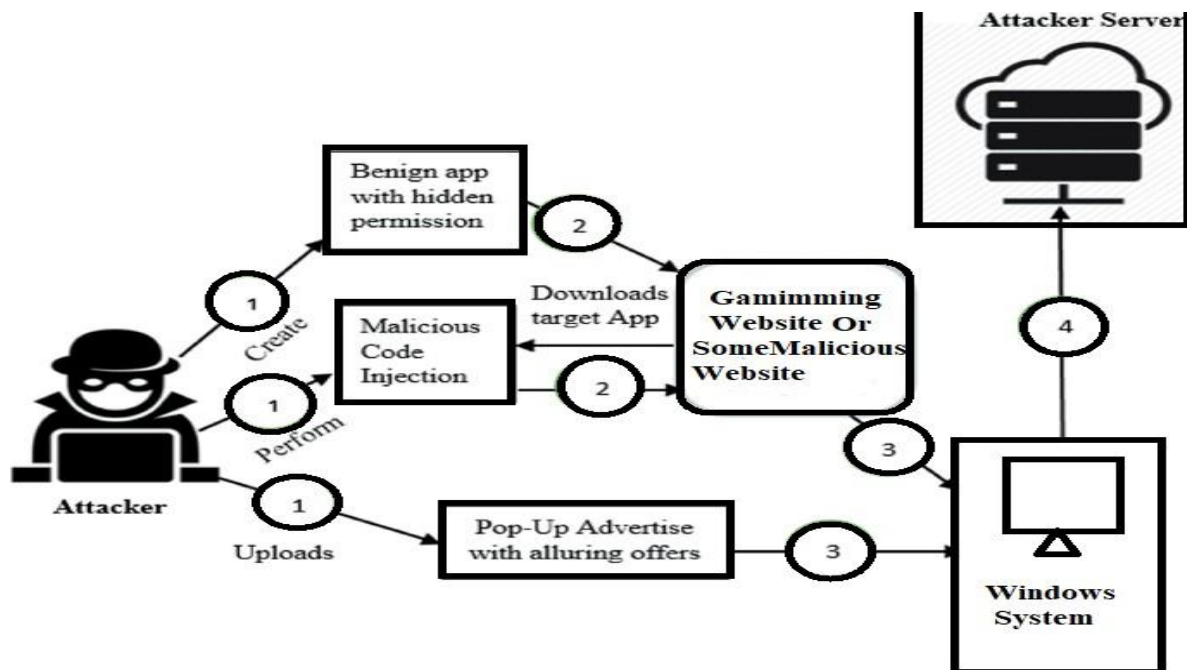 Attacker Server
Benign app
with hidden
permission
2
1
Create
Downloads
target App
Malicious
Code
Injection
2
Gamimming
Website Or
SomeMalicious
Website
4
1
Perform
3
Attacker
1
Uploads
Pop-Up Advertise
with alluring offers
3
Windows
System